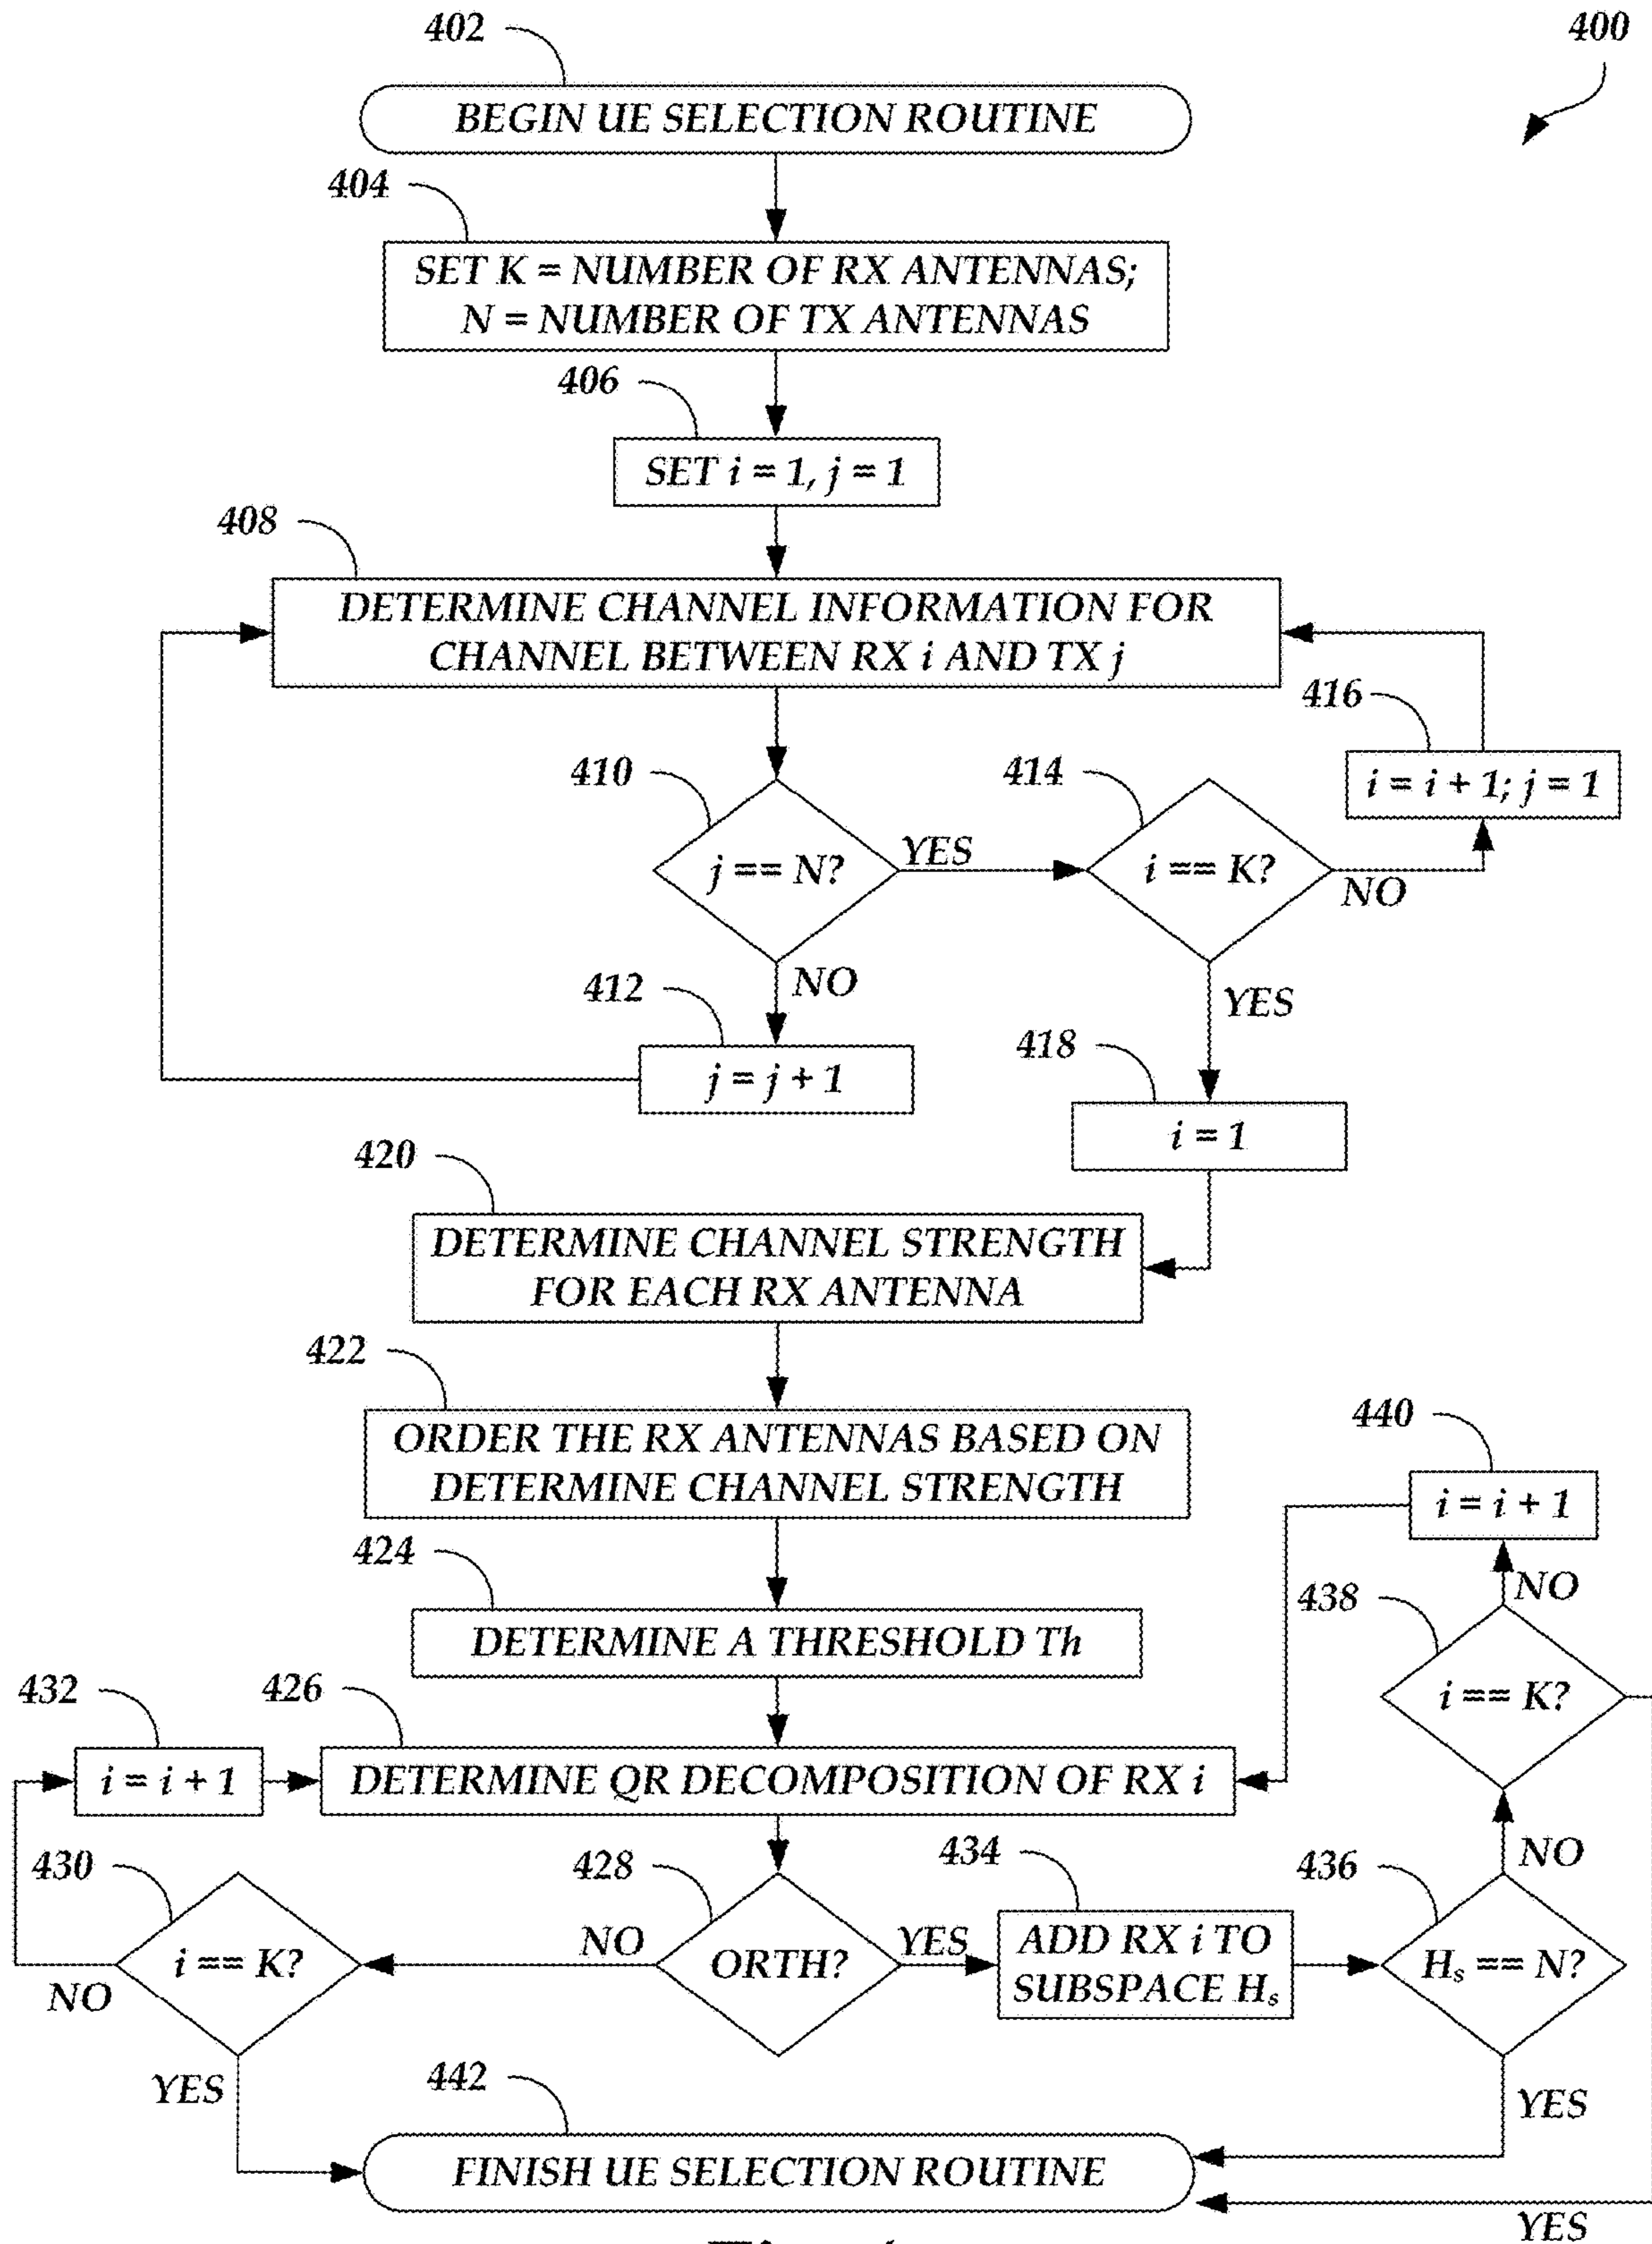 400
402
BEGIN UE SELECTION ROUTINE
404
SET K = NUMBER OF RX ANTENNAS;
N = NUMBER OF TX ANTENNAS
406
SET i = 1, j = 1
408
DETERMINE CHANNEL INFORMATION FOR
CHANNEL BETWEEN RX i AND TX j
416
i = i + 1; j = 1
410
j == N?
YES
414
i == K?
NO
NO
412
j = j + 1
YES
418
i = 1
420
DETERMINE CHANNEL STRENGTH
FOR EACH RX ANTENNA
422
ORDER THE RX ANTENNAS BASED ON
DETERMINE CHANNEL STRENGTH
440
i = i + 1
424
DETERMINE A THRESHOLD Th
NO
438
i == K?
432
i = i + 1
426
DETERMINE QR DECOMPOSITION OF RX i
430
i == K?
NO
YES
428
ORTH?
NO
YES
434
ADD RX i TO
SUBSPACE Hs
436
Hs == N?
NO
YES
442
FINISH UE SELECTION ROUTINE
YES